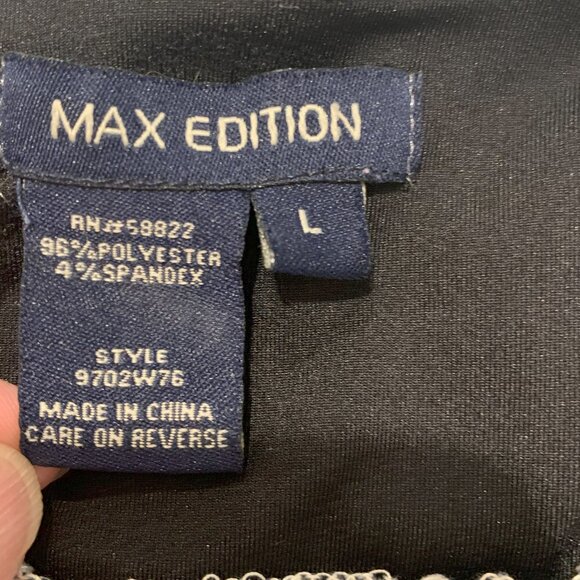 MAX EDITION
L
RN#58822
96%POLYESTER
4%SPANDEX
STYLE
9702W76
MADE IN CHINA
CARE ON REVERSE